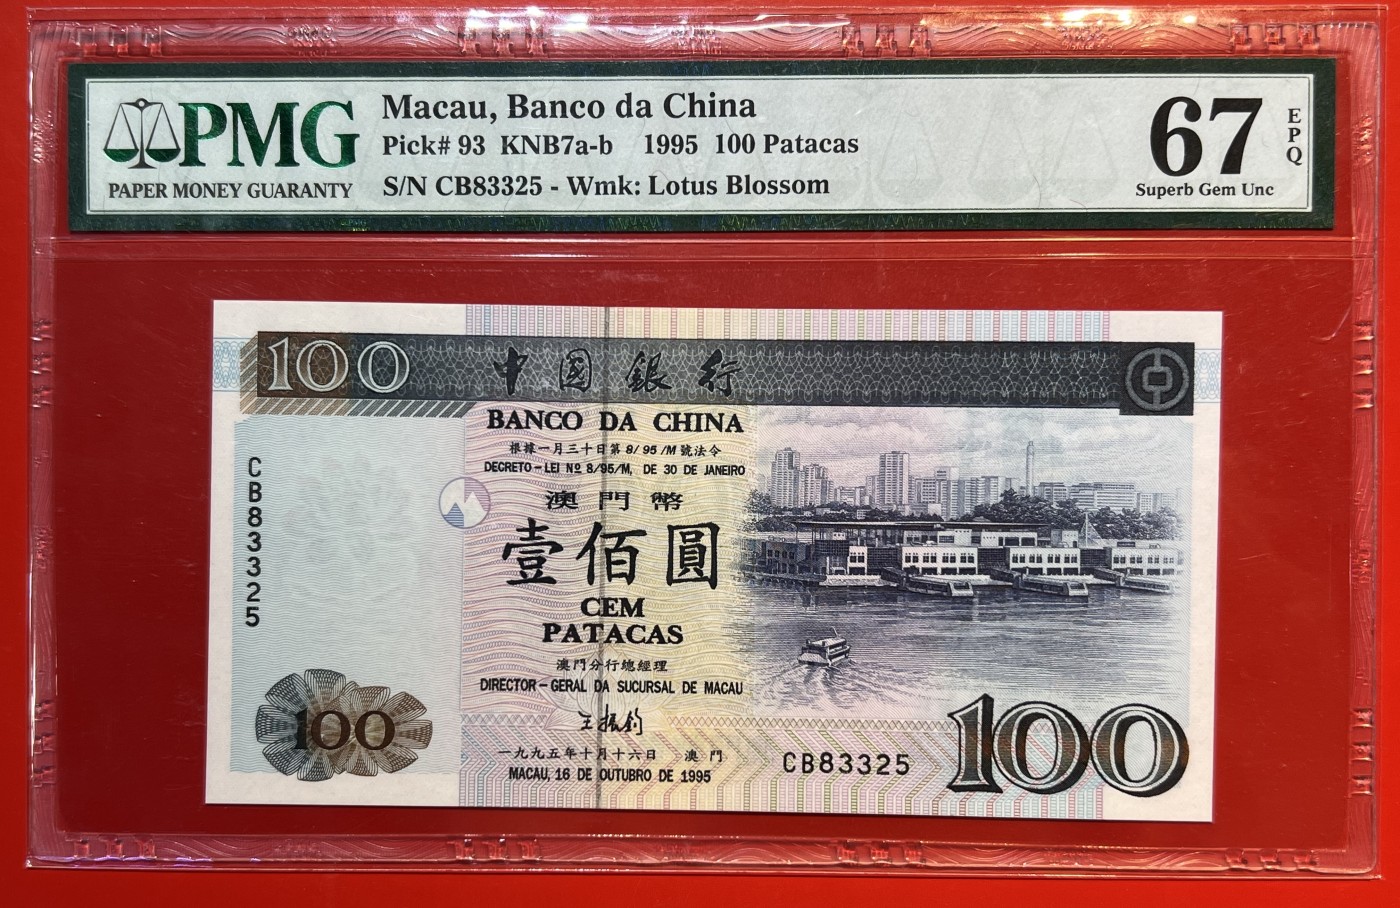 PMG
PAPER MONEY GUARANTY
Macau, Banco da China
Pick# 93 KNB7a-b 1995 100 Patacas
S/N CB83325 - Wmk: Lotus Blossom
67
EPQ
Superb Gem Unc
100
中國銀行
BANCO DA CHINA
根據一月三十日第 8/95/M 號法令
DECRETO-LEI Nº 8/95/M, DE 30 DE JANEIRO
澳門幣
壹佰圓
CEM
PATACAS
澳門分行總經理
DIRECTOR-GERAL DA SUCURSAL DE MACAU
王振鈞
一九九五年十月十六日 澳門
MACAU, 16 DE OUTUBRO DE 1995
CB83325
100
CB83325
100